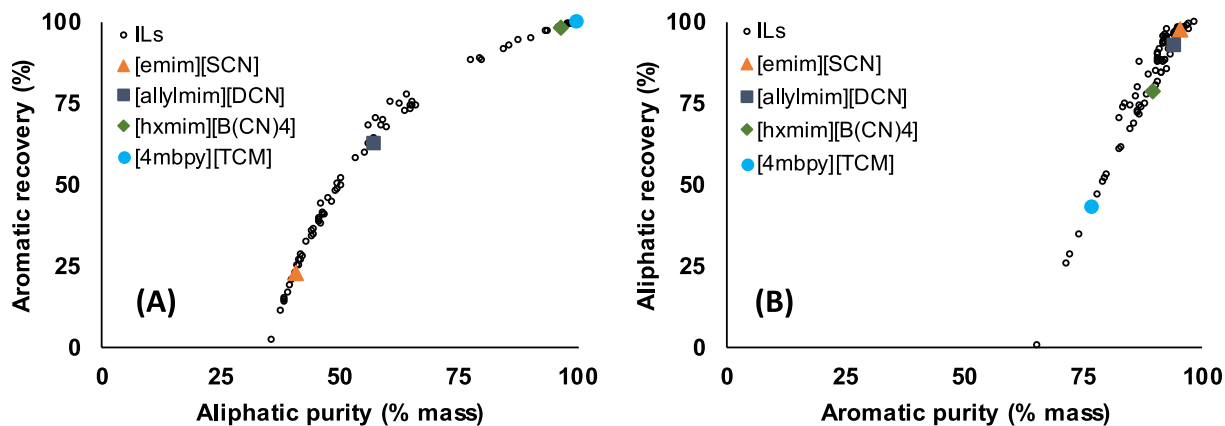 Aromatic recovery (%)
100
75
50
25
0
ILs
[emim][SCN]
[allylmim][DCN]
[hxmim][B(CN)4]
[4mbpy][TCM]
(A)
0 25 50 75 100
Aliphatic purity (% mass)
Aliphatic recovery (%)
100
75
50
25
0
ILs
[emim][SCN]
[allylmim][DCN]
[hxmim][B(CN)4]
[4mbpy][TCM]
(B)
0 25 50 75 100
Aromatic purity (% mass)